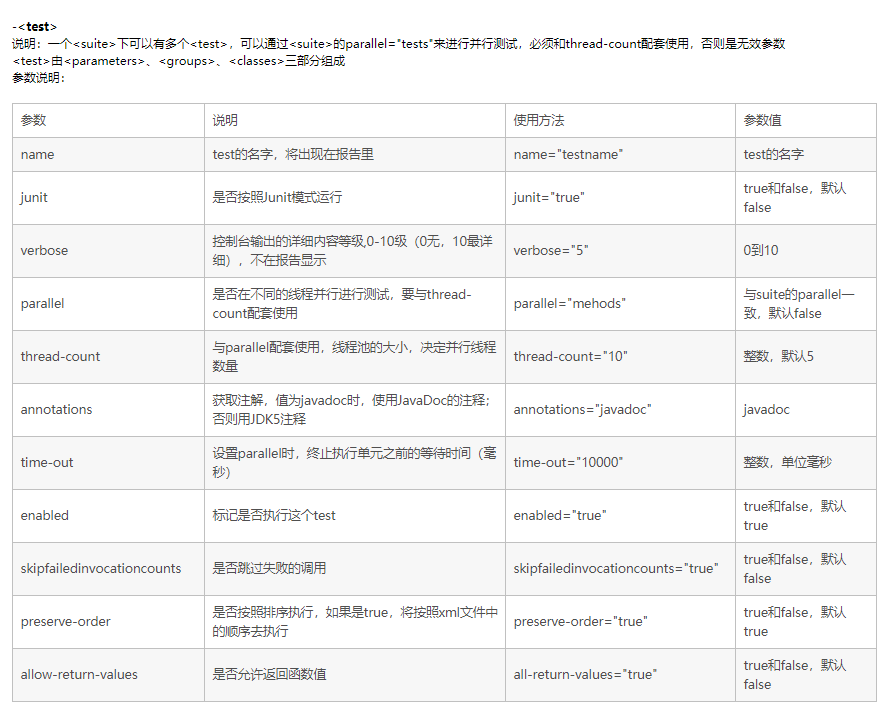 -<test>
说明：一个<suite>下可以有多个<test>，可以通过<suite>的parallel="tests"来进行并行测试，必须和thread-count配套使用，否则是无效参数
<test>由<parameters>、<groups>、<classes>三部分组成
参数说明：
参数 说明 使用方法 参数值
name test的名字，将出现在报告里 name="testname" test的名字
junit 是否按照Junit模式运行 junit="true" true和false，默认
false
verbose 控制台输出的详细内容等级,0-10级（0无，10最详
细），不在报告显示 verbose="5" 0到10
parallel 是否在不同的线程并行进行测试，要与thread-
count配套使用 parallel="mehods" 与suite的parallel一
致，默认false
thread-count 与parallel配套使用，线程池的大小，决定并行线程
数量 thread-count="10" 整数，默认5
annotations 获取注解，值为javadoc时，使用JavaDoc的注释；
否则用JDK5注释 annotations="javadoc" javadoc
time-out 设置parallel时，终止执行单元之前的等待时间（毫
秒） time-out="10000" 整数，单位毫秒
enabled 标记是否执行这个test enabled="true" true和false，默认
true
skipfailedinvocationcounts 是否跳过失败的调用 skipfailedinvocationcounts="true" true和false，默认
false
preserve-order 是否按照排序执行，如果是true，将按照xml文件中
的顺序去执行 preserve-order="true" true和false，默认
true
allow-return-values 是否允许返回函数值 all-return-values="true" true和false，默认
false